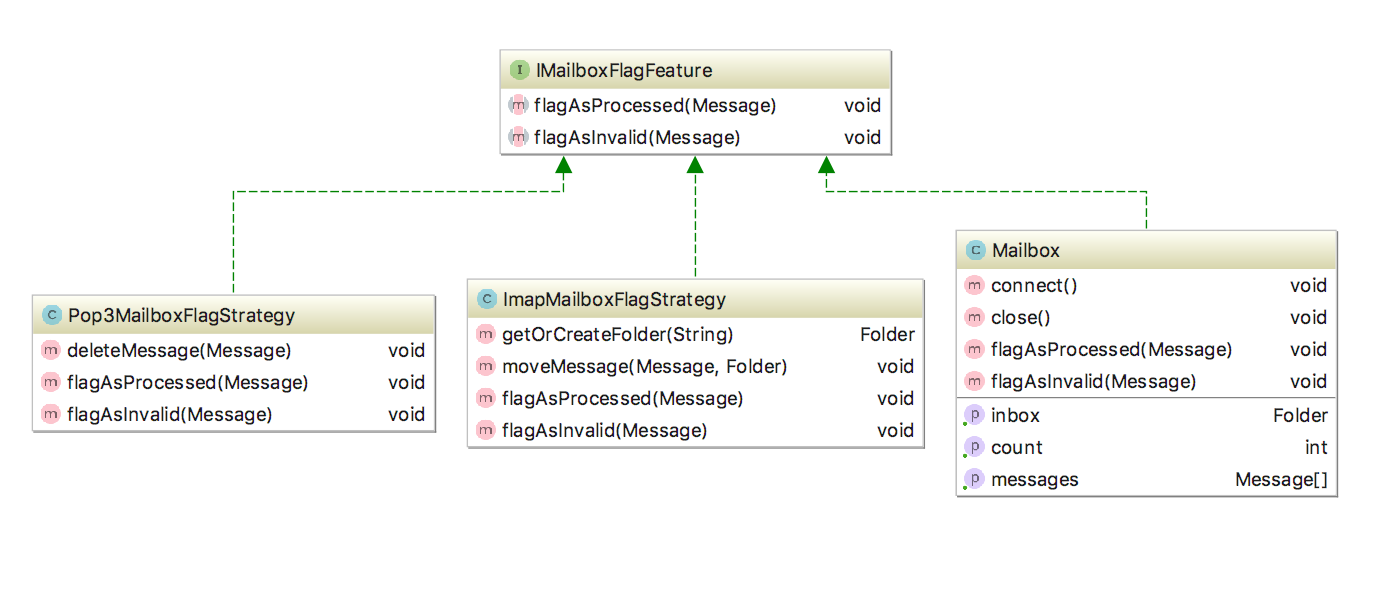 I IMailboxFlagFeature
m flagAsProcessed(Message) void
m flagAsInvalid(Message) void
C Pop3MailboxFlagStrategy
m deleteMessage(Message) void
m flagAsProcessed(Message) void
m flagAsInvalid(Message) void
C ImapMailboxFlagStrategy
m getOrCreateFolder(String) Folder
m moveMessage(Message, Folder) void
m flagAsProcessed(Message) void
m flagAsInvalid(Message) void
C Mailbox
m connect() void
m close() void
m flagAsProcessed(Message) void
m flagAsInvalid(Message) void
p inbox Folder
p count int
p messages Message[]